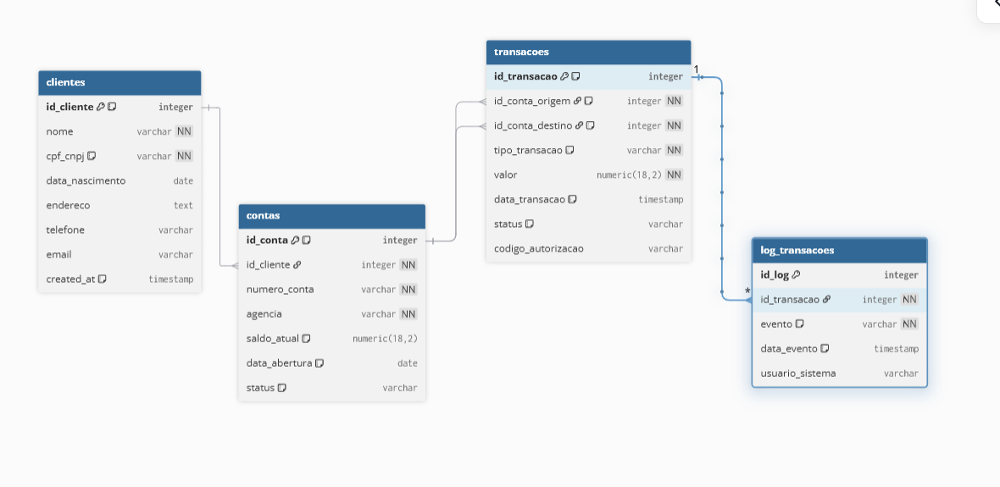 clientes
id_cliente integer
nome varchar NN
cpf_cnpj varchar NN
data_nascimento date
endereco text
telefone varchar
email varchar
created_at timestamp
contas
id_conta integer
id_cliente integer NN
numero_conta varchar NN
agencia varchar NN
saldo_atual numeric(18,2)
data_abertura date
status varchar
transacoes
id_transacao integer
id_conta_origem integer NN
id_conta_destino integer NN
tipo_transacao varchar NN
valor numeric(18,2) NN
data_transacao timestamp
status varchar
codigo_autorizacao varchar
1
*
log_transacoes
id_log integer
id_transacao integer NN
evento varchar NN
data_evento timestamp
usuario_sistema varchar